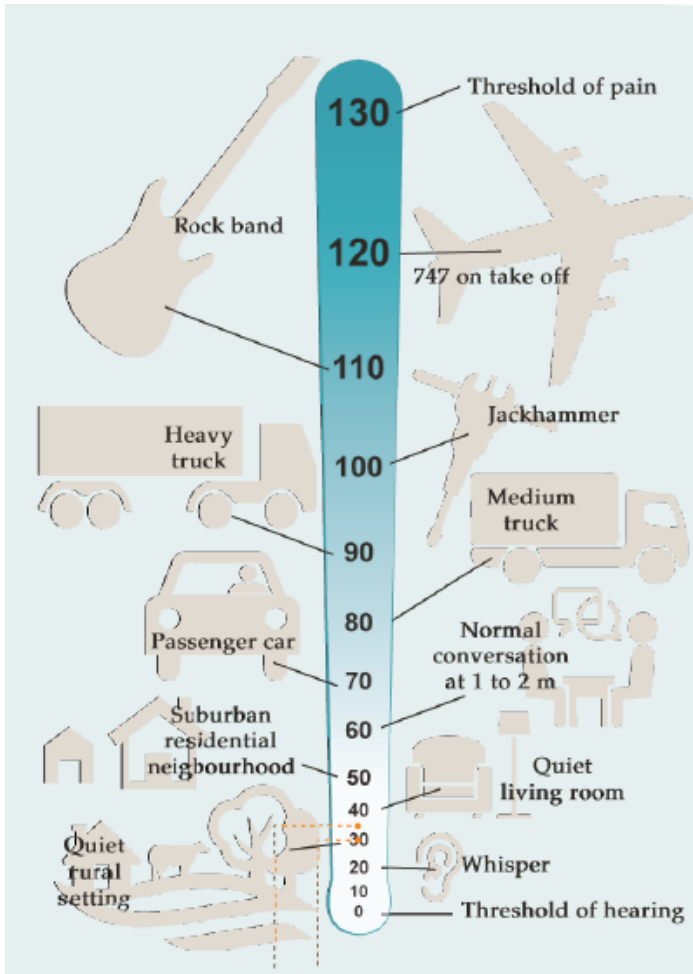 130
Threshold of pain
Rock band
120
747 on take off
110
Jackhammer
Heavy
truck
100
Medium
truck
90
80
Passenger car
Normal
conversation
at 1 to 2 m
70
60
Suburban
residential
neigbourhood
50
Quiet
living room
40
30
Quiet
rural
setting
20
Whisper
10
0
Threshold of hearing